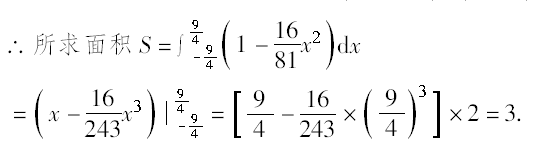 ∴ 所求面积 S = ∫_{-9/4}^{9/4} (1 - 16/81 x²) dx
= (x - 16/243 x³) |_{-9/4}^{9/4} = [9/4 - 16/243 × (9/4)³] × 2 = 3.